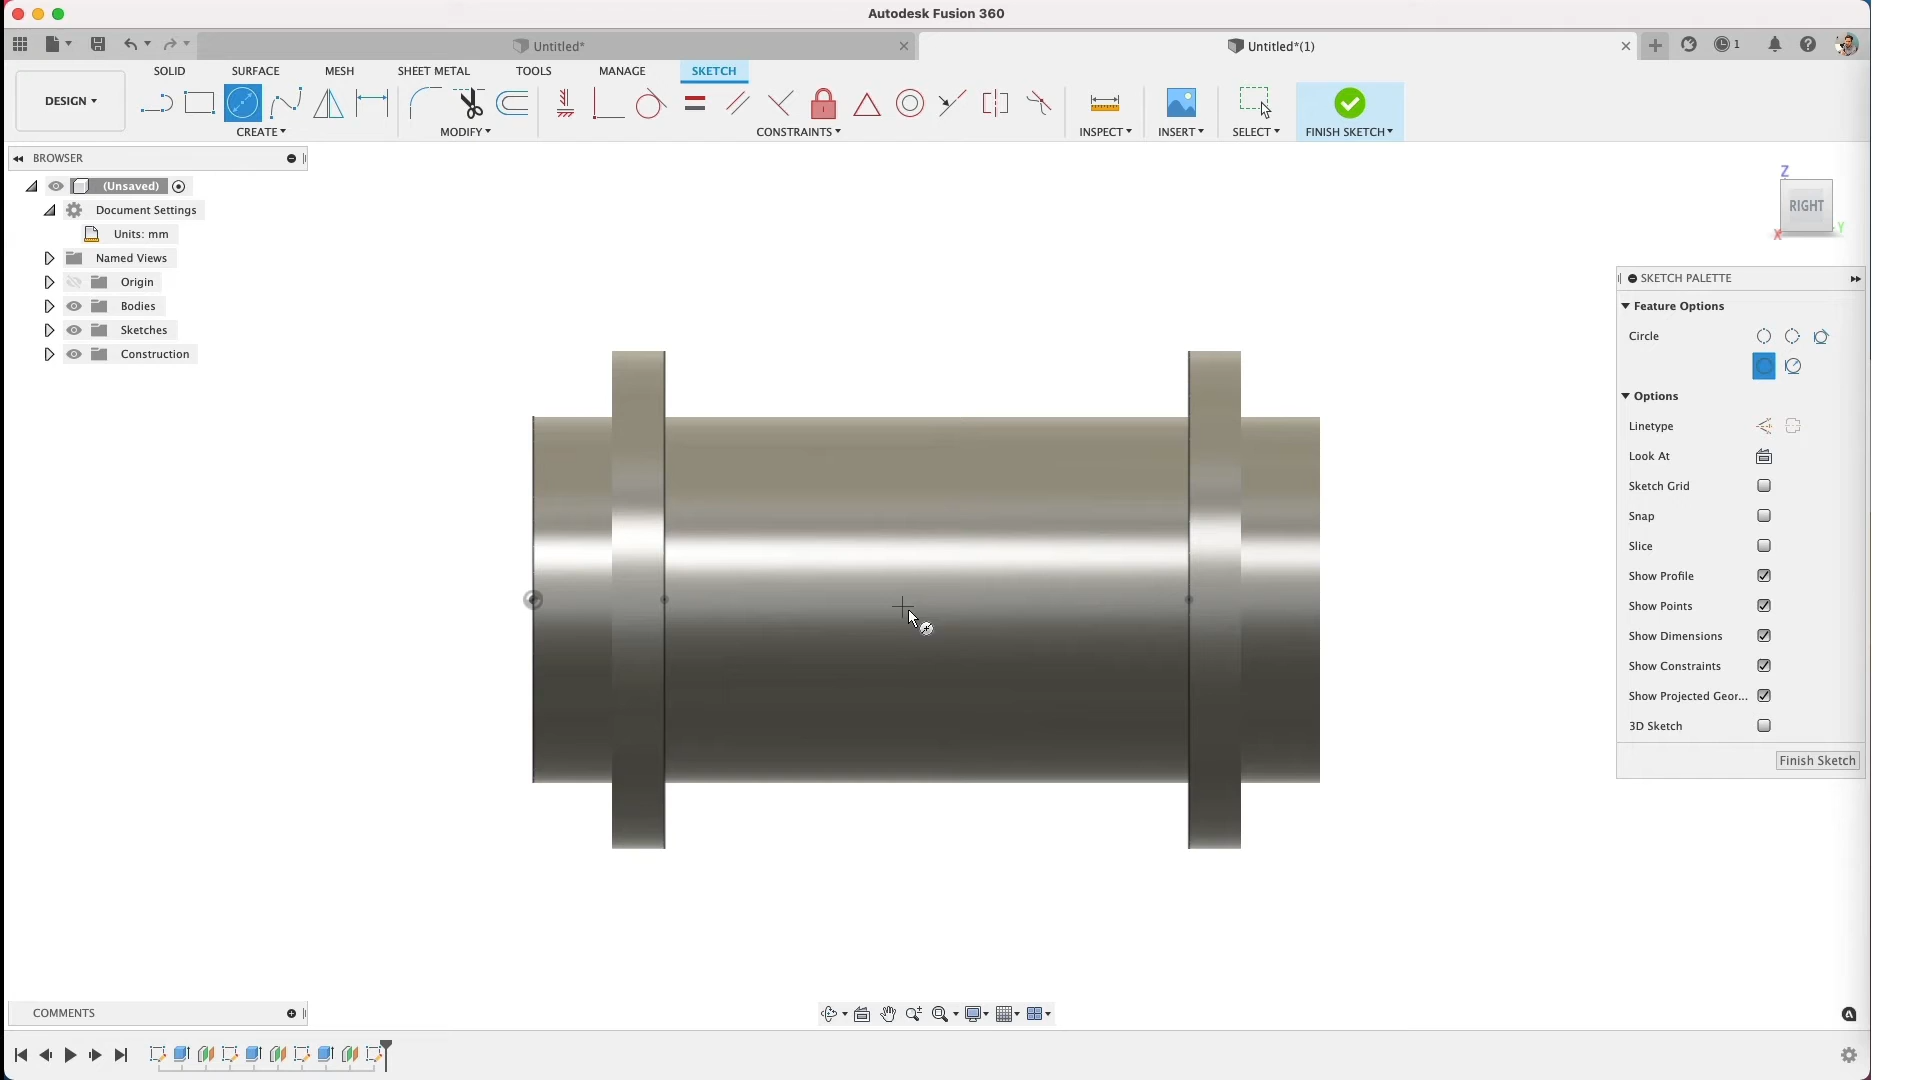 Autodesk Fusion 360
Untitled*
Untitled*(1)
1
SOLID SURFACE MESH SHEET METAL TOOLS MANAGE SKETCH
DESIGN
CREATE MODIFY CONSTRAINTS INSPECT INSERT SELECT FINISH SKETCH
BROWSER
(Unsaved)
Document Settings
Units: mm
Named Views
Origin
Bodies
Sketches
Construction
Z
RIGHT
X
Y
SKETCH PALETTE
Feature Options
Circle
Options
Linetype
Look At
Sketch Grid
Snap
Slice
Show Profile
Show Points
Show Dimensions
Show Constraints
Show Projected Geor...
3D Sketch
Finish Sketch
COMMENTS